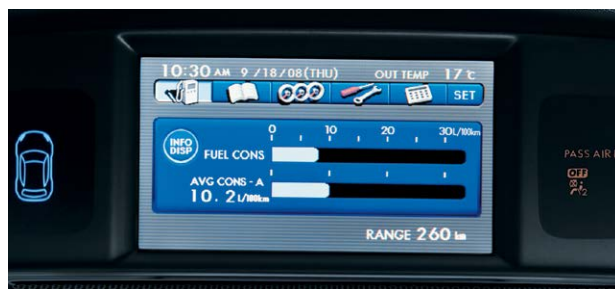 10:30 AM 9 /18/08(THU) OUT TEMP 17℃
SET
0 10 20 30L/100km
INFO DISP
FUEL CONS
AVG CONS - A
10. 2L/100km
RANGE 260 km
PASS AIR
OFF